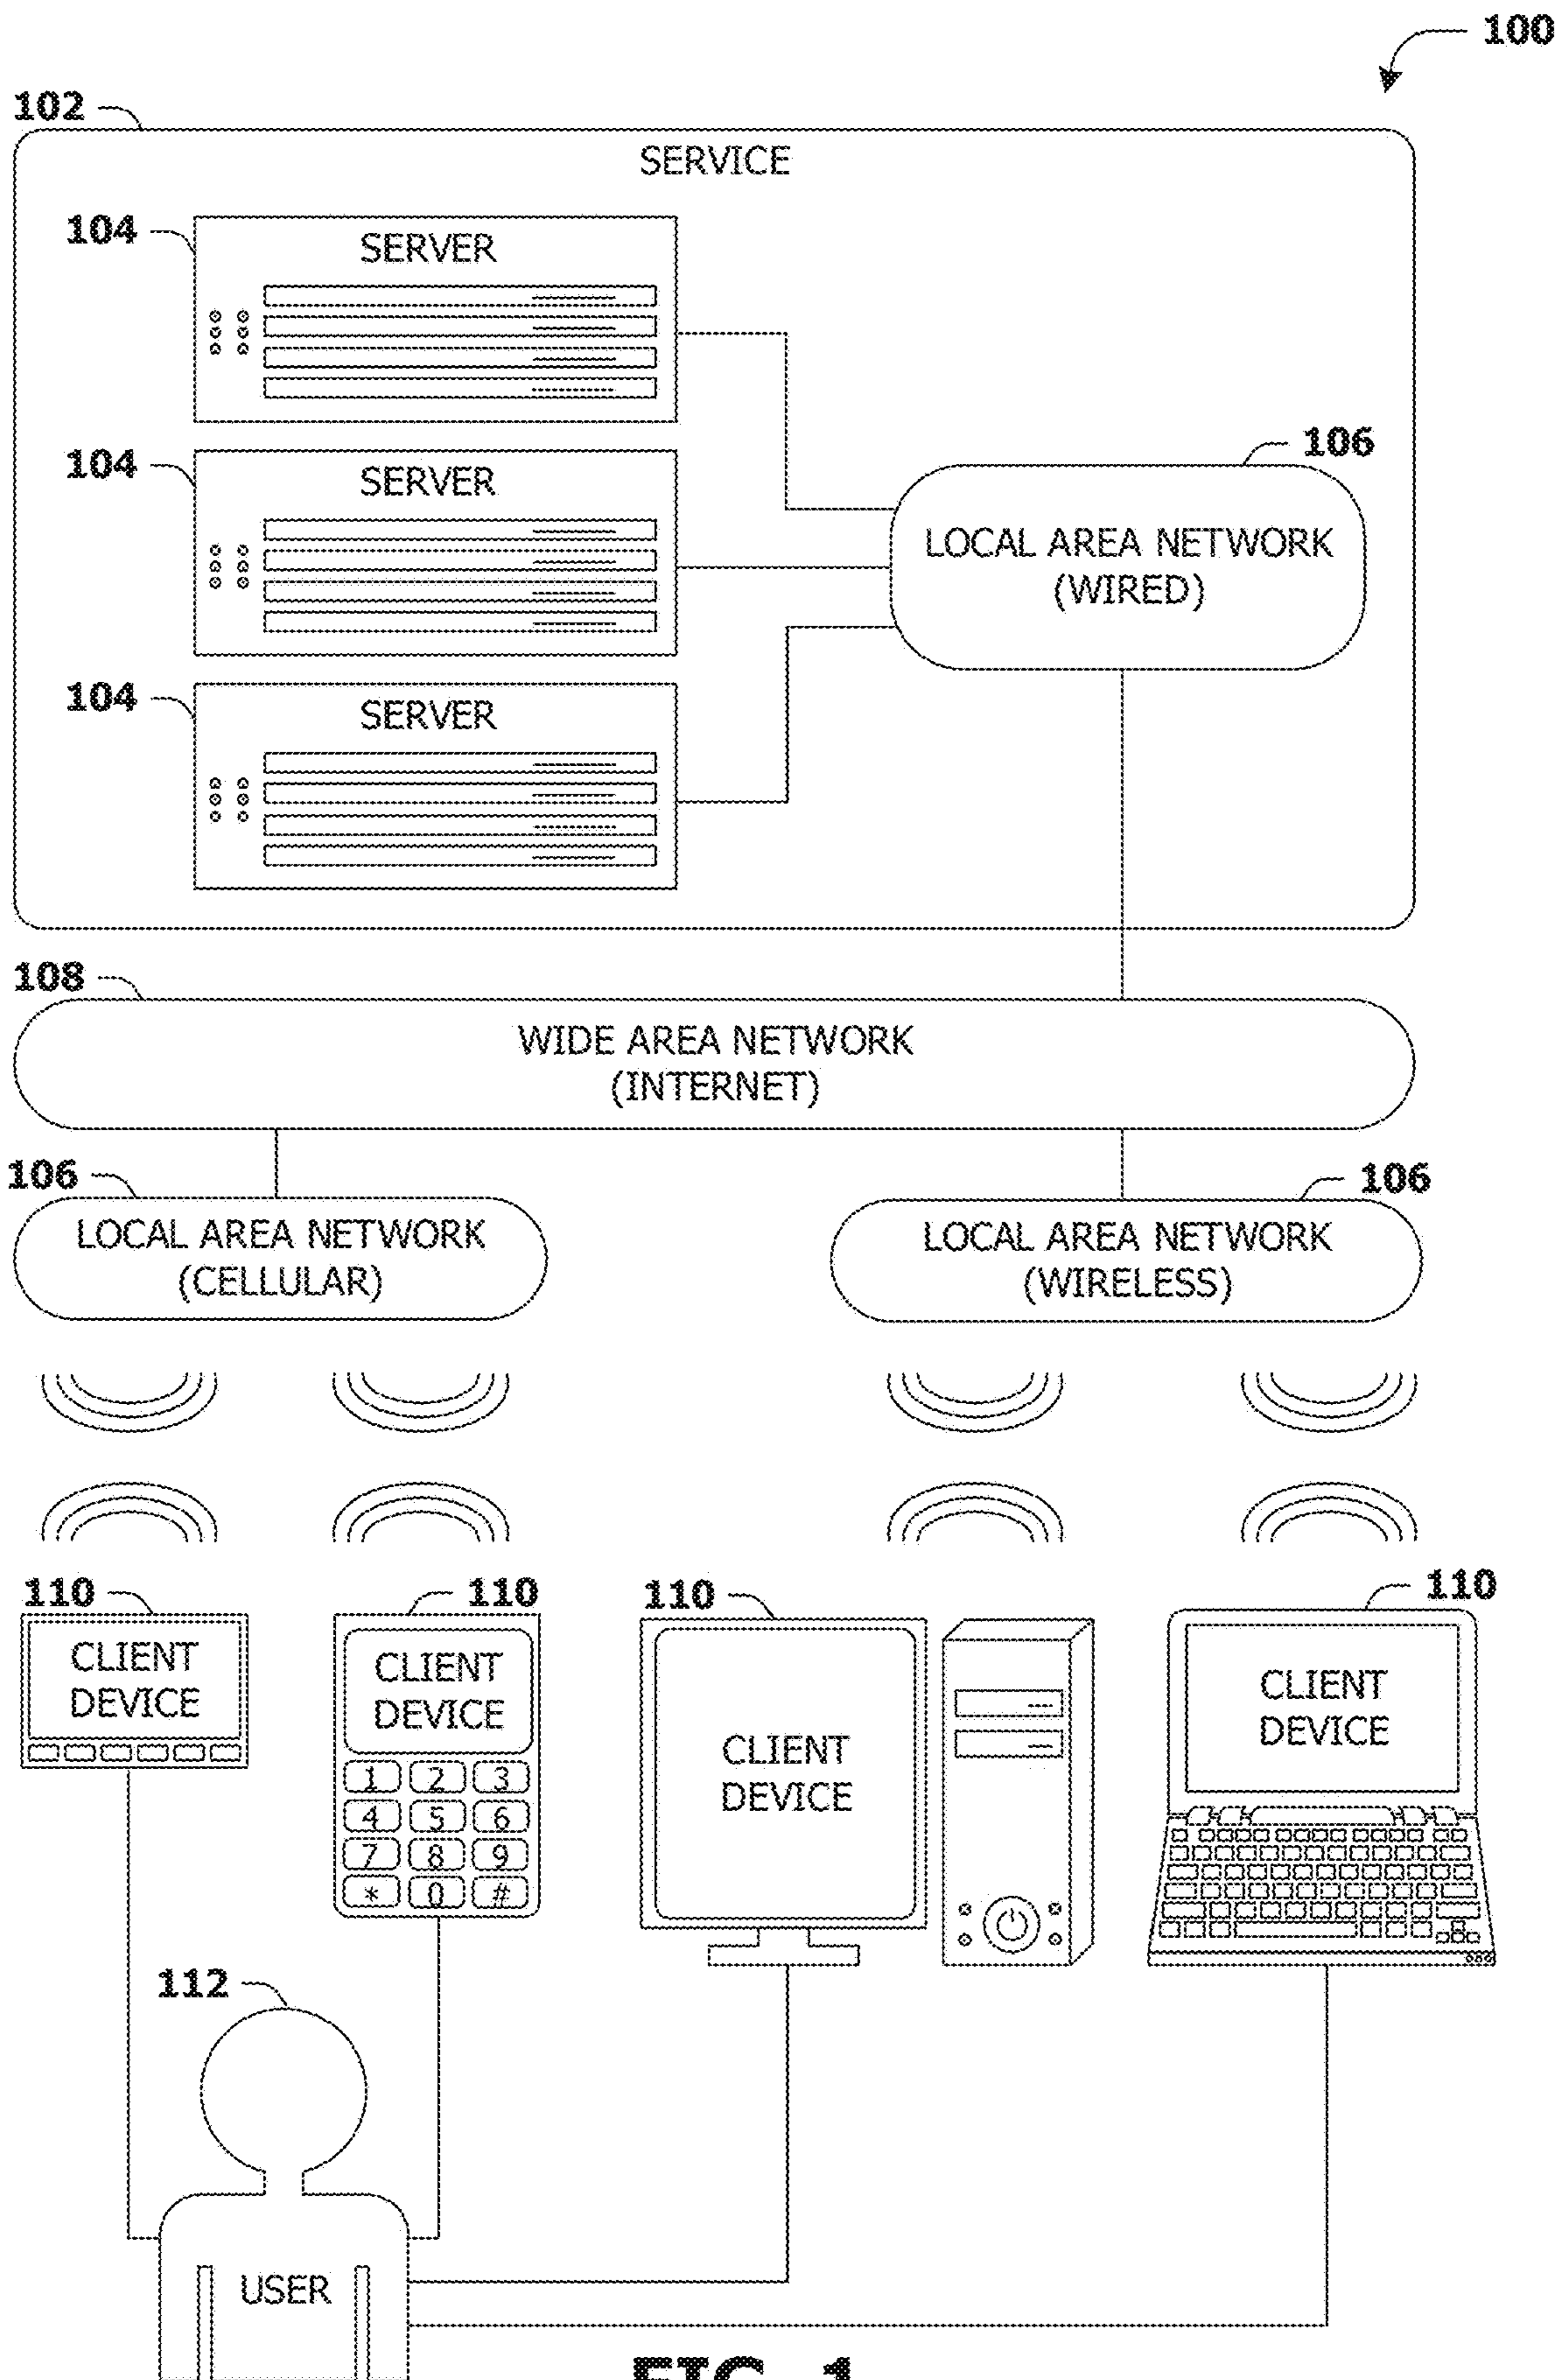 100
102
SERVICE
104
SERVER
104
SERVER
106
LOCAL AREA NETWORK
(WIRED)
104
SERVER
108
WIDE AREA NETWORK
(INTERNET)
106
LOCAL AREA NETWORK
(CELLULAR)
106
LOCAL AREA NETWORK
(WIRELESS)
110
CLIENT
DEVICE
110
CLIENT
DEVICE
1 2 3
4 5 6
7 8 9
* 0 #
110
CLIENT
DEVICE
110
CLIENT
DEVICE
112
USER
FIG. 1